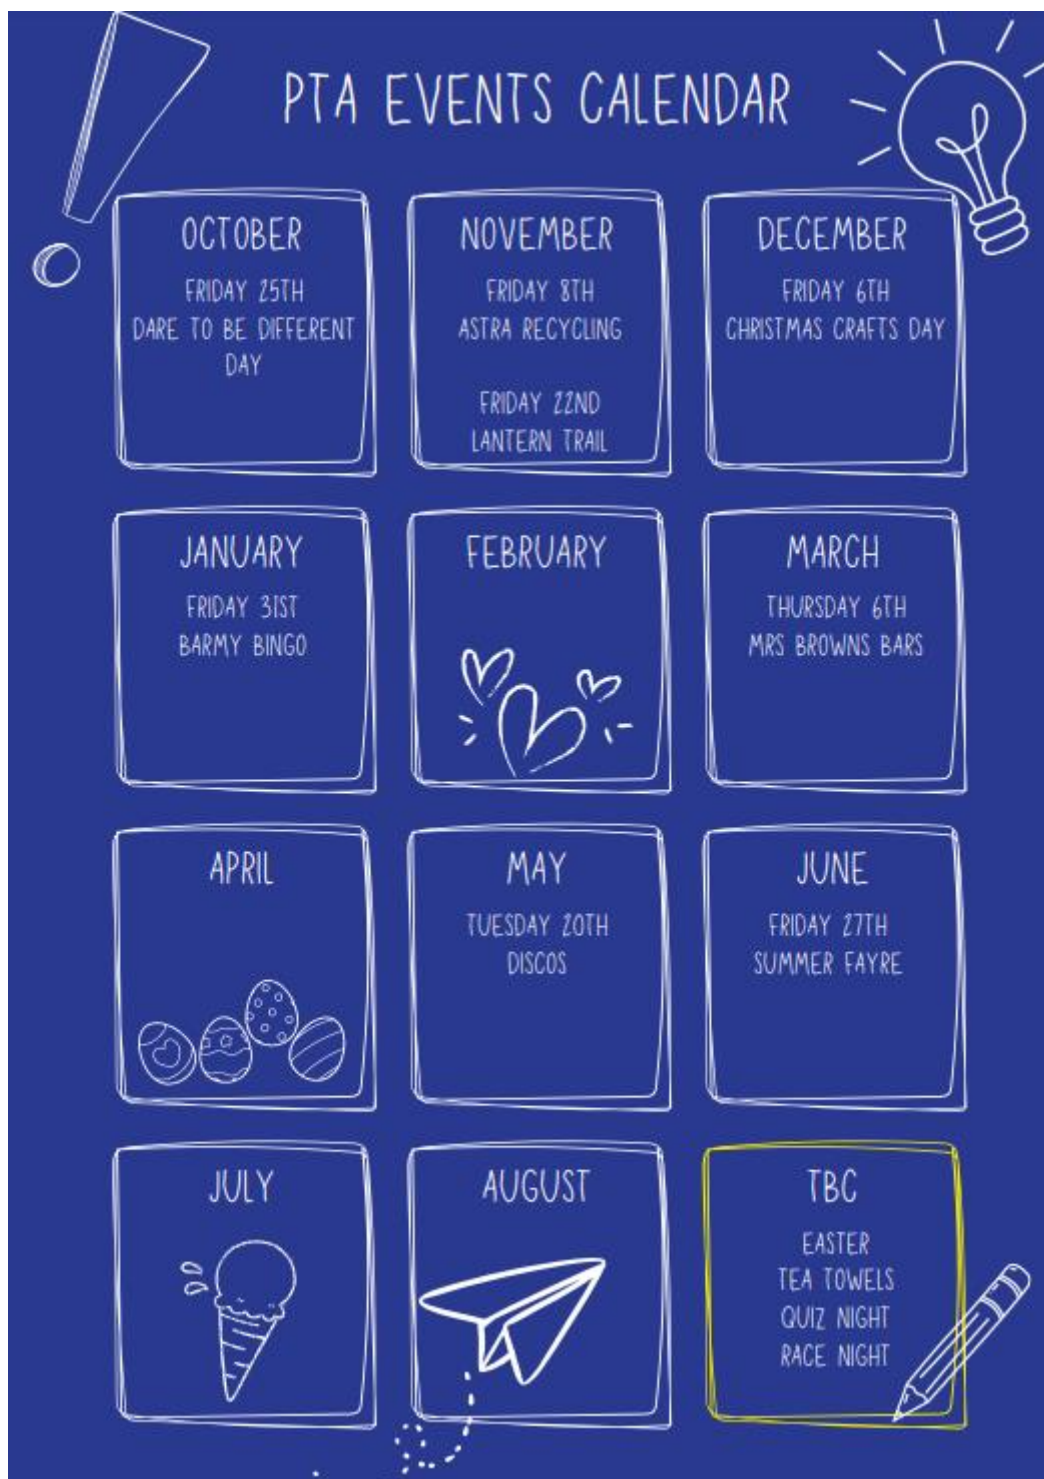 PTA EVENTS CALENDAR
OCTOBER
FRIDAY 25TH
DARE TO BE DIFFERENT
DAY
NOVEMBER
FRIDAY 8TH
ASTRA RECYCLING
FRIDAY 22ND
LANTERN TRAIL
DECEMBER
FRIDAY 6TH
CHRISTMAS CRAFTS DAY
JANUARY
FRIDAY 31ST
BARMY BINGO
FEBRUARY
MARCH
THURSDAY 6TH
MRS BROWNS BARS
APRIL
MAY
TUESDAY 20TH
DISCOS
JUNE
FRIDAY 27TH
SUMMER FAYRE
JULY
AUGUST
TBC
EASTER
TEA TOWELS
QUIZ NIGHT
RACE NIGHT